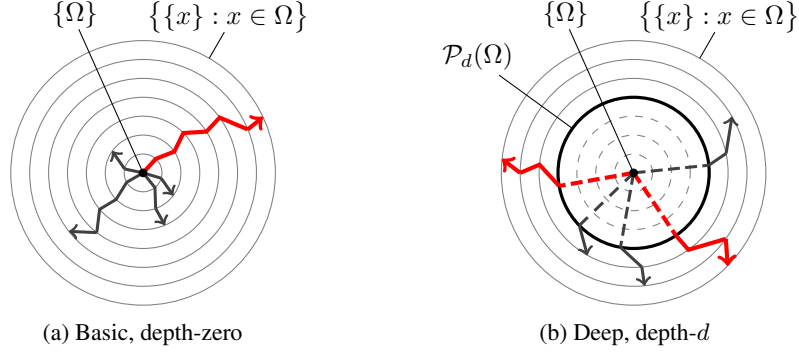 {Ω}
{{x} : x ∈ Ω}
{Ω}
{{x} : x ∈ Ω}
𝒫_d(Ω)
(a) Basic, depth-zero
(b) Deep, depth-d